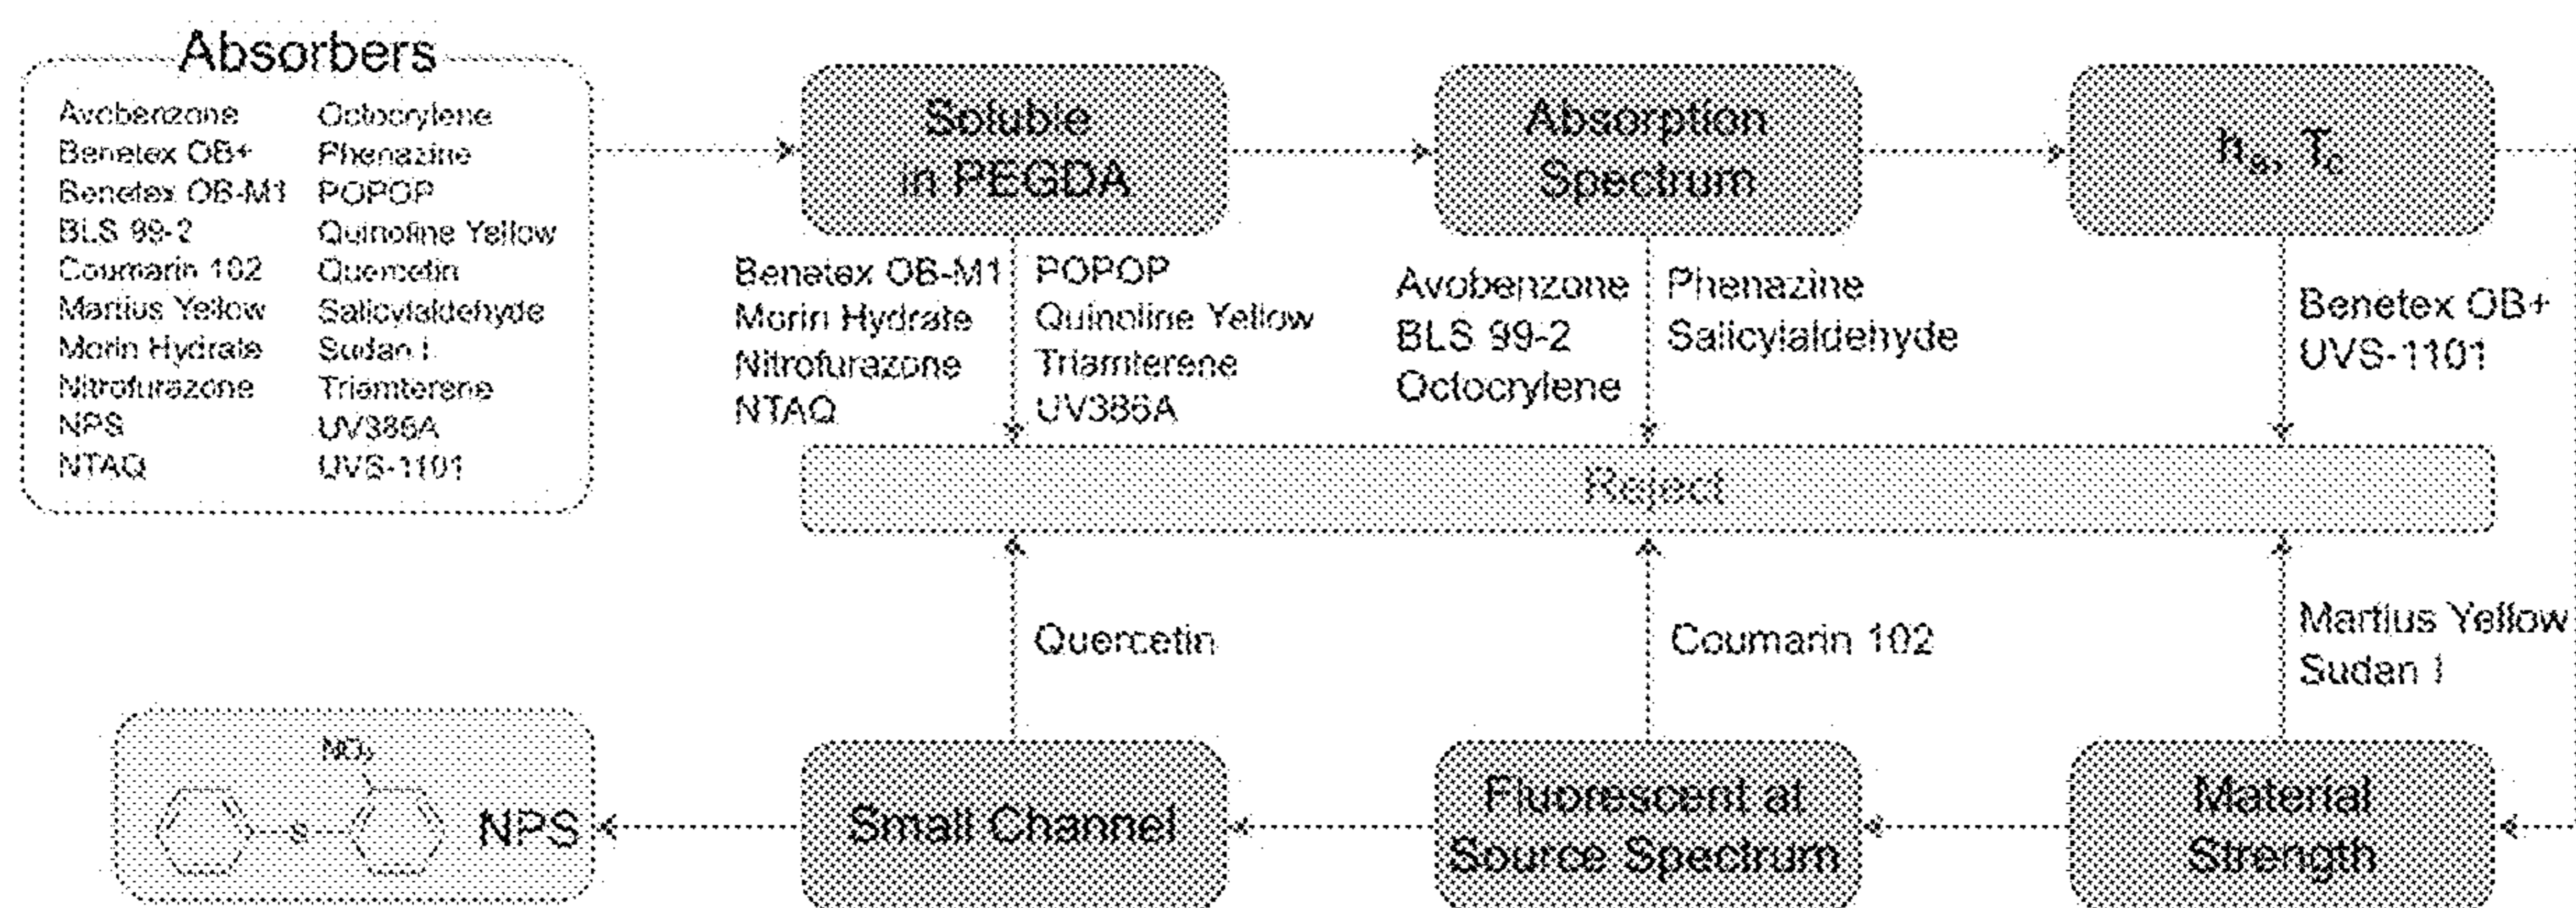 Absorbers
Avobenzone
Benetex OB+
Benetex OB-M1
BLS 99-2
Coumarin 102
Martius Yellow
Morin Hydrate
Nitrofurazone
NPS
NTAQ
Octocrylene
Phenazine
POPOP
Quinoline Yellow
Quercetin
Salicylaldehyde
Sudan I
Triamterene
UV386A
UVS-1101
Soluble
in PEGDA
Absorption
Spectrum
hₐ, T꜀
Benetex OB-M1
Morin Hydrate
Nitrofurazone
NTAQ
POPOP
Quinoline Yellow
Triamterene
UV386A
Avobenzone
BLS 99-2
Octocrylene
Phenazine
Salicylaldehyde
Benetex OB+
UVS-1101
Reject
Quercetin
Coumarin 102
Martius Yellow
Sudan I
NO₂
S
NPS
Small Channel
Fluorescent at
Source Spectrum
Material
Strength